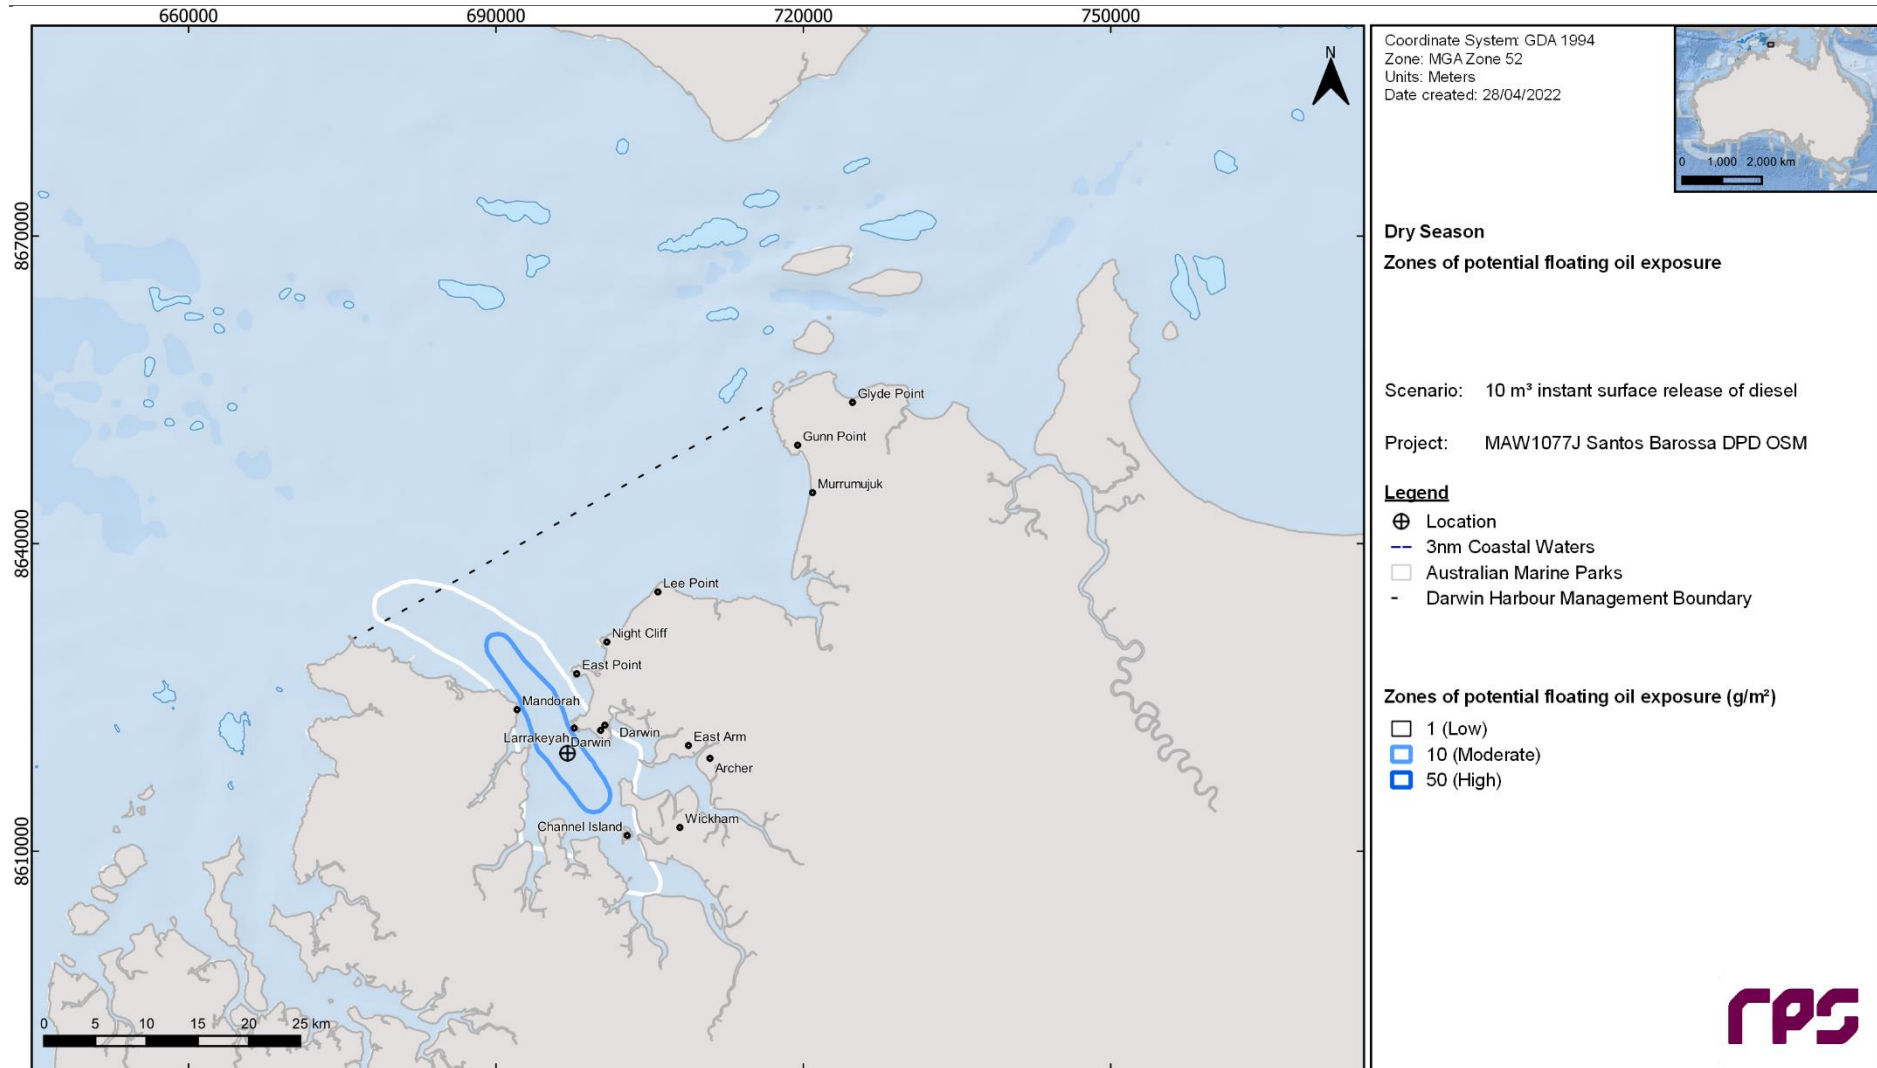 660000
690000
720000
750000
8670000
8640000
8610000
N
Glyde Point
Gunn Point
Murrumujuk
Lee Point
Night Cliff
East Point
Mandorah
Larrakeyah
Darwin
Darwin
East Arm
Archer
Channel Island
Wickham
0 5 10 15 20 25 km
Coordinate System: GDA 1994
Zone: MGA Zone 52
Units: Meters
Date created: 28/04/2022
0 1,000 2,000 km
Dry Season
Zones of potential floating oil exposure
Scenario: 10 m³ instant surface release of diesel
Project: MAW1077J Santos Barossa DPD OSM
Legend
Location
3nm Coastal Waters
Australian Marine Parks
Darwin Harbour Management Boundary
Zones of potential floating oil exposure (g/m²)
1 (Low)
10 (Moderate)
50 (High)
rps